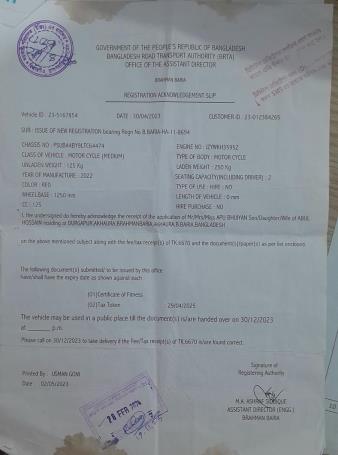 GOVERNMENT OF THE PEOPLE'S REPUBLIC OF BANGLADESH
BANGLADESH ROAD TRANSPORT AUTHORITY (BRTA)
OFFICE OF THE ASSISTANT DIRECTOR
BRAHMAN BARIA
REGISTRATION ACKNOWLEDGEMENT SLIP
Vehicle ID : 23-5167854 DATE : 30/04/2023 CUSTOMER ID : 23-012384265
SUB : ISSUE OF NEW REGISTRATION bearing Regn No B.BARIA-HA-11-8694
CHASSIS NO : ENGINE NO :
CLASS OF VEHICLE : MOTOR CYCLE (MEDIUM) TYPE OF BODY : MOTOR CYCLE
UNLADEN WEIGHT : 125 Kg LADEN WEIGHT : 250 Kg
YEAR OF MANUFACTURE : 2022 SEATING CAPACITY(INCLUDING DRIVER) : 2
COLOR : RED TYPE OF USE : HIRE - NO
WHEELBASE : 1250 mm LENGTH OF VEHICLE : 0 mm
CC : 125 HIRE PURCHASE : NO
I, the undersigned do hereby acknowledge the receipt of the application of Mr/Mrs/Miss APU BHUIYAN Son/Daughter/Wife of ABUL
HOSSAIN residing at DURGAPUR,AKHAURA,BRAHMANBARIA,AKHAURA,B.BARIA,BANGLADESH
on the above mentioned subject along with the fee/tax receipt(s) of TK.6670 and the document(s)/paper(s) as per list enclosed.
The following document(s) submitted/ to be issued by this office
have/shall have the expiry date as shown against each
(01)Certificate of Fitness
(02)Tax Token 29/04/2025
The vehicle may be used in a public place till the document(s) is/are handed over on 30/12/2023
at ______ p.m.
Please call on 30/12/2023 to take delivery if the Fee/Tax receipt(s) of TK.6670 is/are found correct.
Signature of
Registering Authority
Printed By : USMAN GONI
Date : 02/05/2023
M.A. ASHRAF SIDDIQUE
ASSISTANT DIRECTOR (ENGG.)
BRAHMAN BARIA
28 FEB 2024